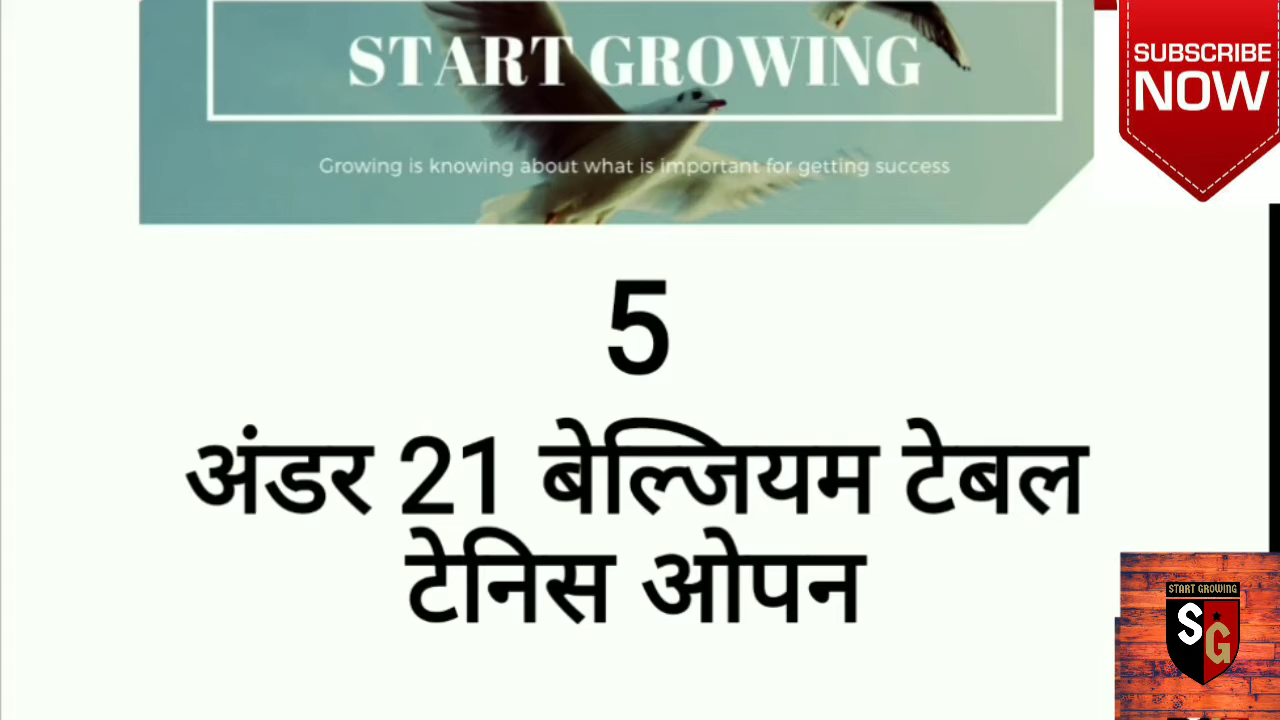 START GROWING
Growing is knowing about what is important for getting success
SUBSCRIBE
NOW
5
अंडर 21 बेल्जियम टेबल
टेनिस ओपन
START GROWING
SG